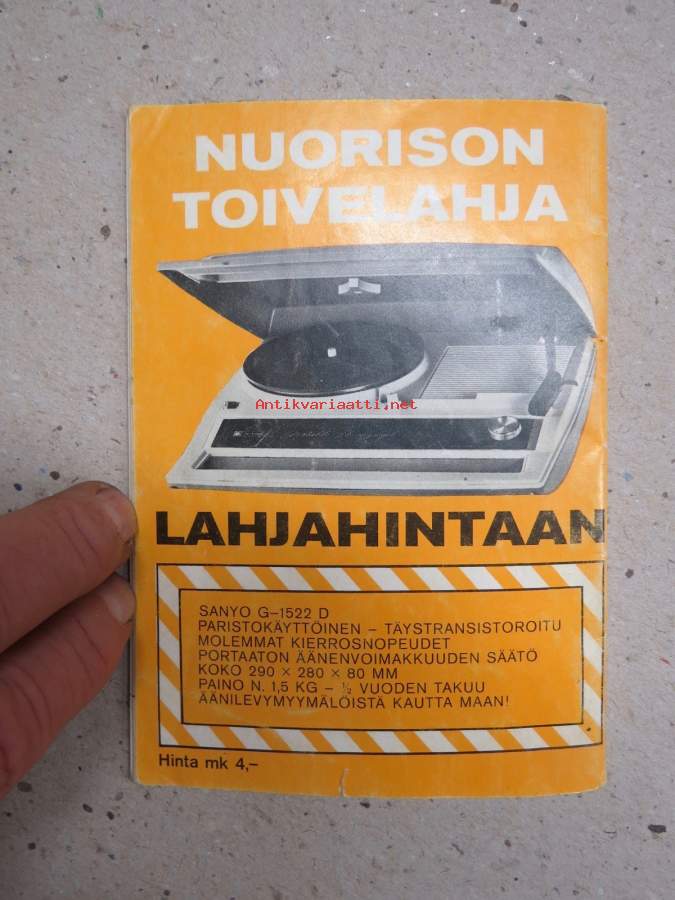 NUORISON
TOIVELAHJA
Antikvariaatti.net
LAHJAHINTAAN
SANYO G-1522 D
PARISTOKÄYTTÖINEN - TÄYSTRANSISTOROITU
MOLEMMAT KIERROSNOPEUDET
PORTAATON ÄÄNENVOIMAKKUUDEN SÄÄTÖ
KOKO 290 × 280 × 80 MM
PAINO N. 1,5 KG - ½ VUODEN TAKUU
ÄÄNILEVYMYYMÄLÖISTÄ KAUTTA MAAN!
Hinta mk 4,-